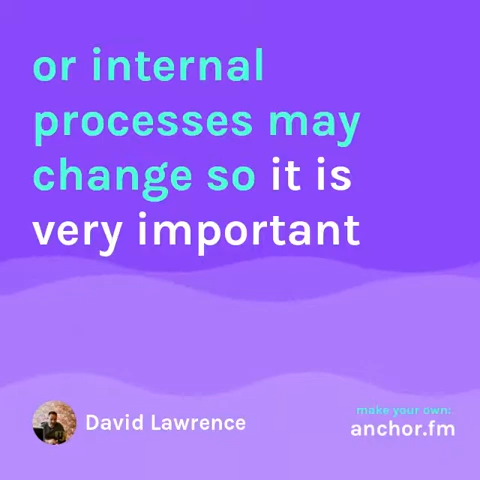 or internal
processes may
change so it is
very important
David Lawrence
make your own:
anchor.fm